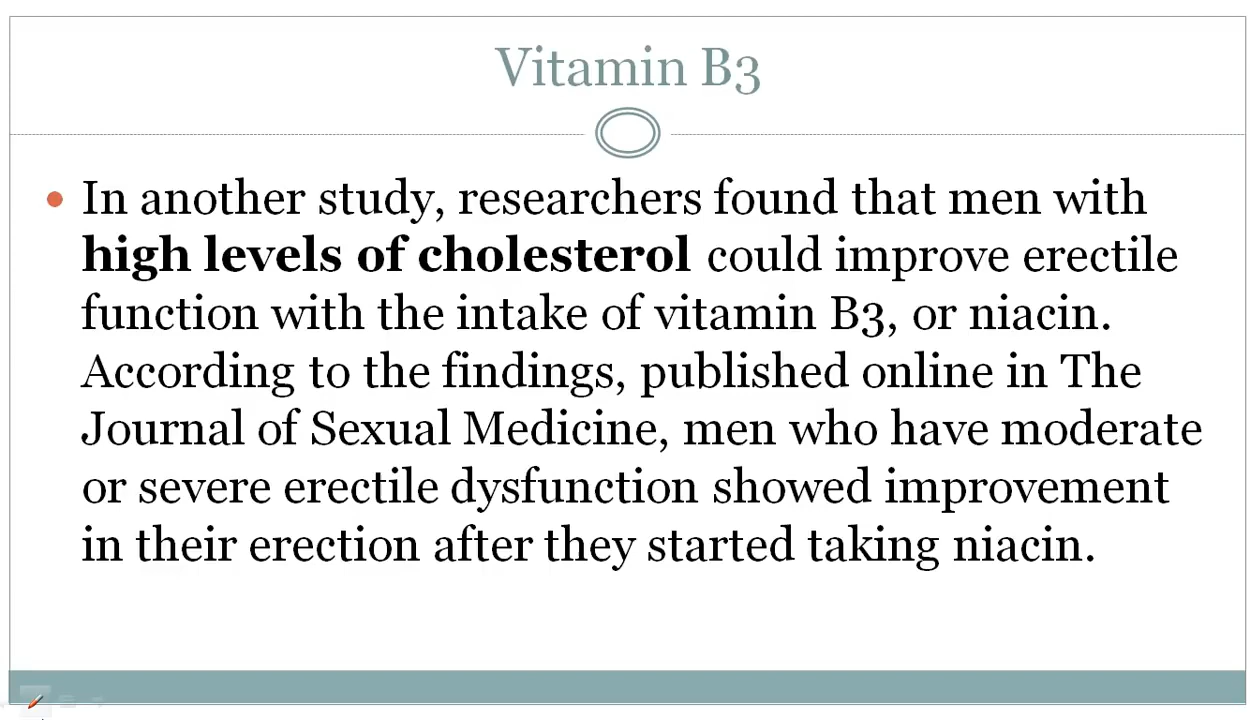 Vitamin B3
In another study, researchers found that men with
high levels of cholesterol could improve erectile
function with the intake of vitamin B3, or niacin.
According to the findings, published online in The
Journal of Sexual Medicine, men who have moderate
or severe erectile dysfunction showed improvement
in their erection after they started taking niacin.